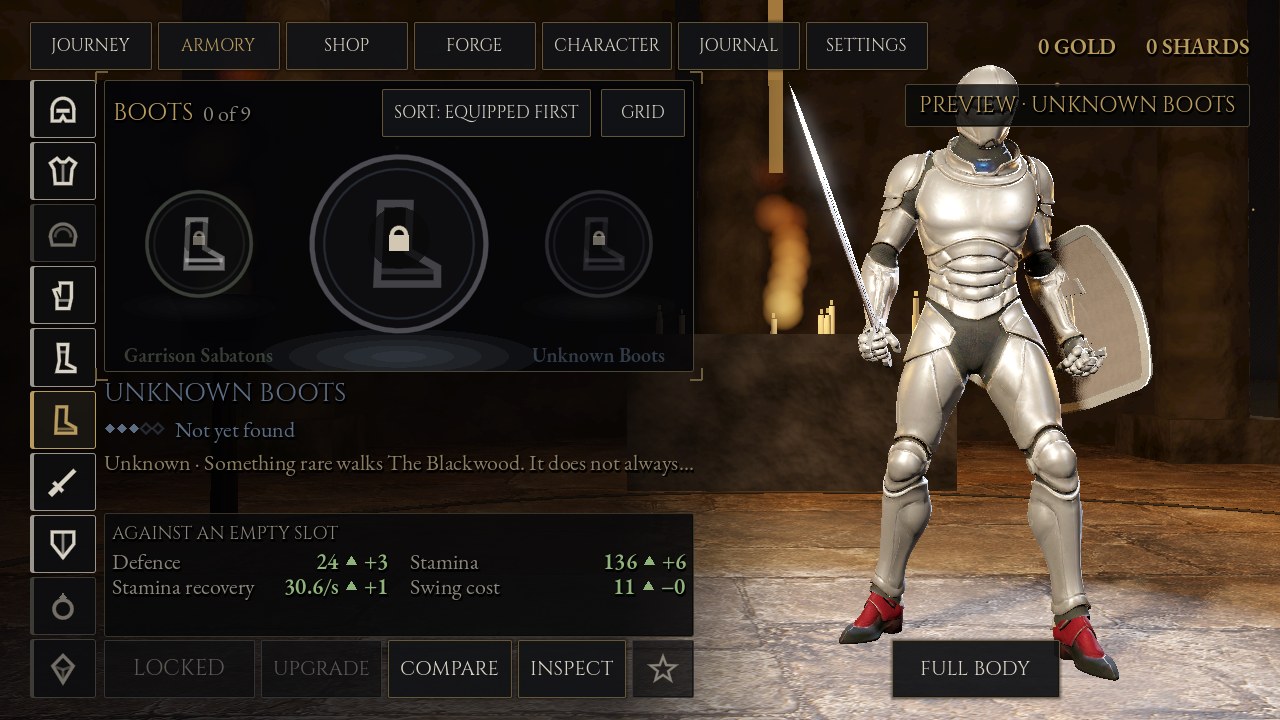 JOURNEY
ARMORY
SHOP
FORGE
CHARACTER
JOURNAL
SETTINGS
0 GOLD
0 SHARDS
BOOTS 0 of 9
SORT: EQUIPPED FIRST
GRID
PREVIEW · UNKNOWN BOOTS
Garrison Sabatons
Unknown Boots
UNKNOWN BOOTS
Not yet found
Unknown · Something rare walks The Blackwood. It does not always...
AGAINST AN EMPTY SLOT
Defence 24 ▲ +3 Stamina 136 ▲ +6
Stamina recovery 30.6/s ▲ +1 Swing cost 11 ▲ −0
LOCKED
UPGRADE
COMPARE
INSPECT
FULL BODY